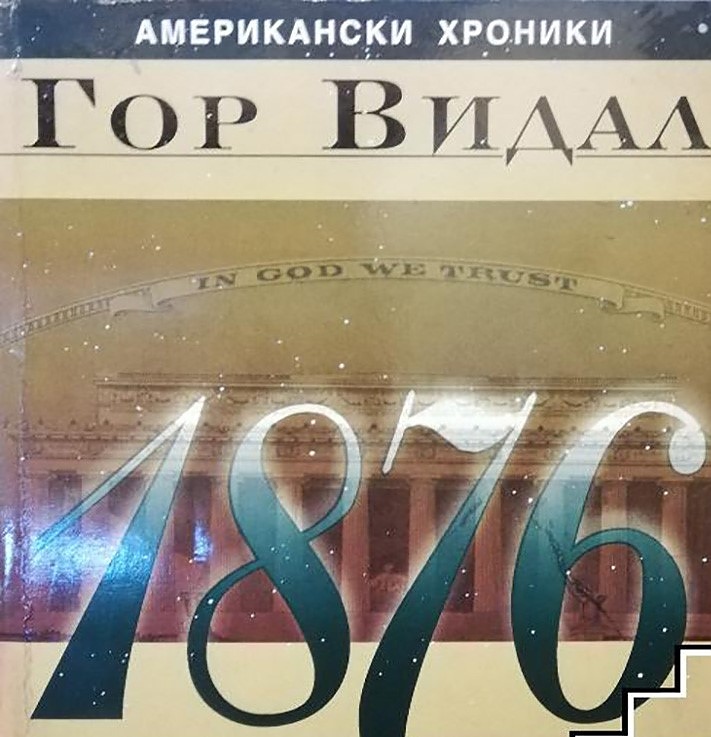 АМЕРИКАНСКИ ХРОНИКИ
ГОР ВИДАЛ
IN GOD WE TRUST
1876